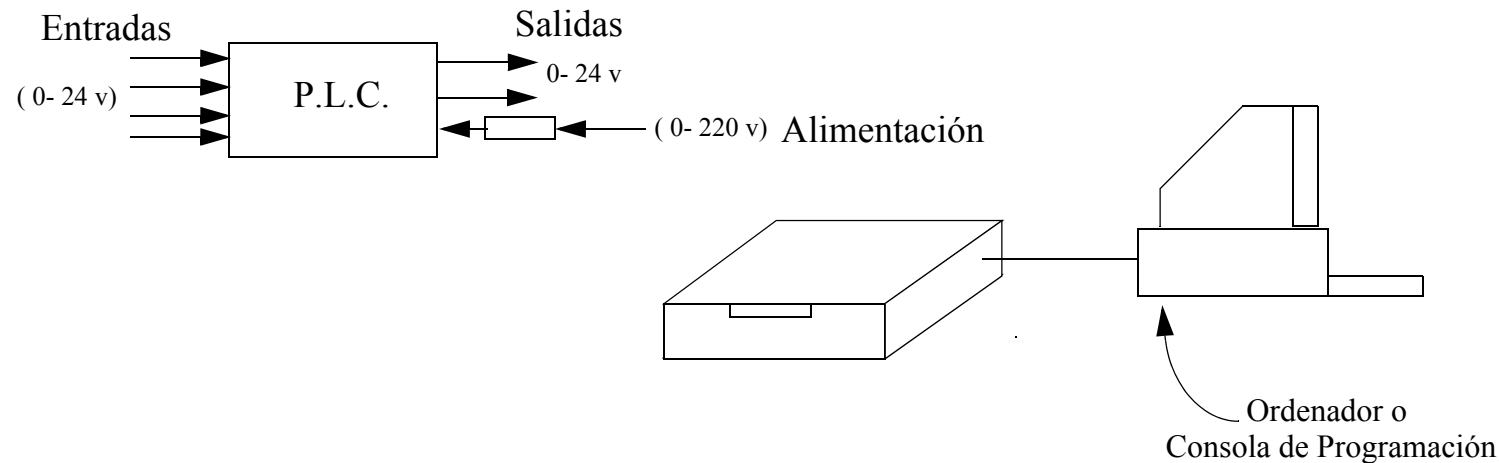 Entradas
Salidas
( 0- 24 v)
P.L.C.
0- 24 v
( 0- 220 v) Alimentación
Ordenador o
Consola de Programación